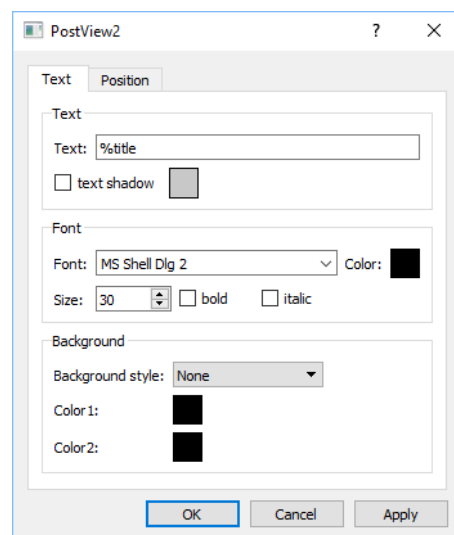 PostView2 ?
Text Position
Text
Text: %title
text shadow
Font
Font: MS Shell Dlg 2 Color:
Size: 30 bold italic
Background
Background style: None
Color1:
Color2:
OK Cancel Apply